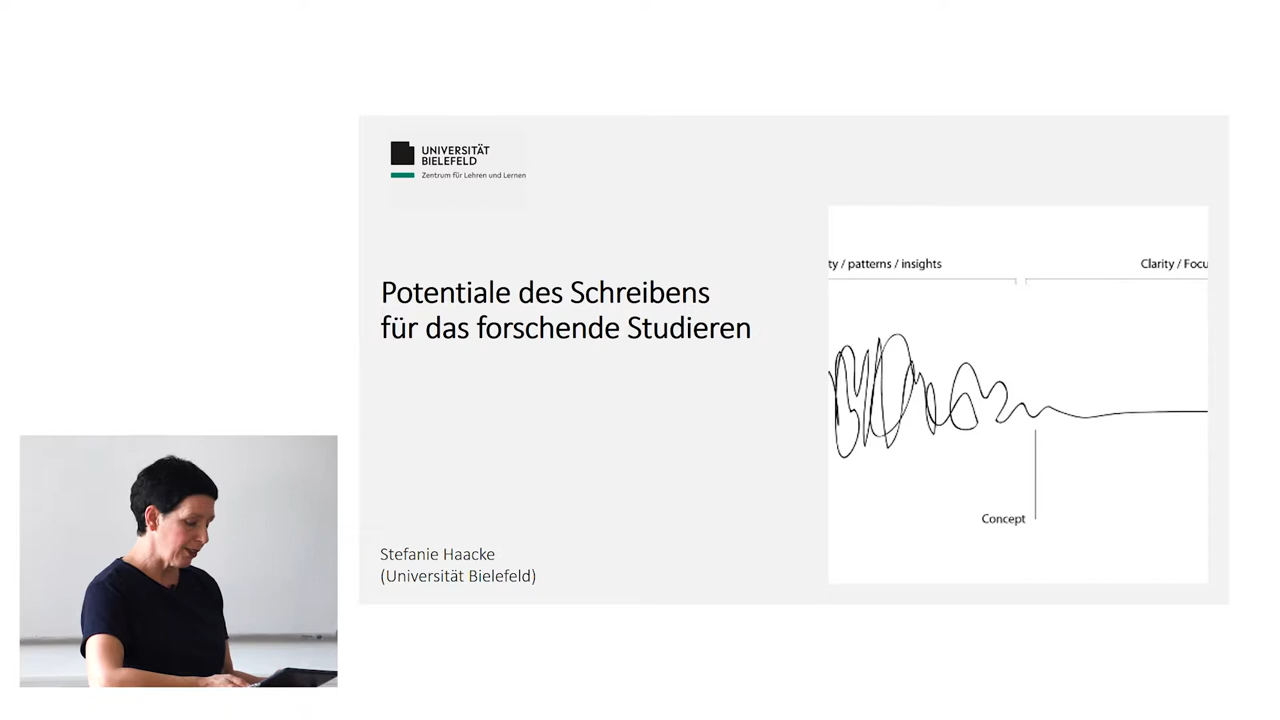 UNIVERSITÄT
BIELEFELD
Zentrum für Lehren und Lernen
Potentiale des Schreibens
für das forschende Studieren
ty / patterns / insights
Clarity / Focu
Concept
Stefanie Haacke
(Universität Bielefeld)